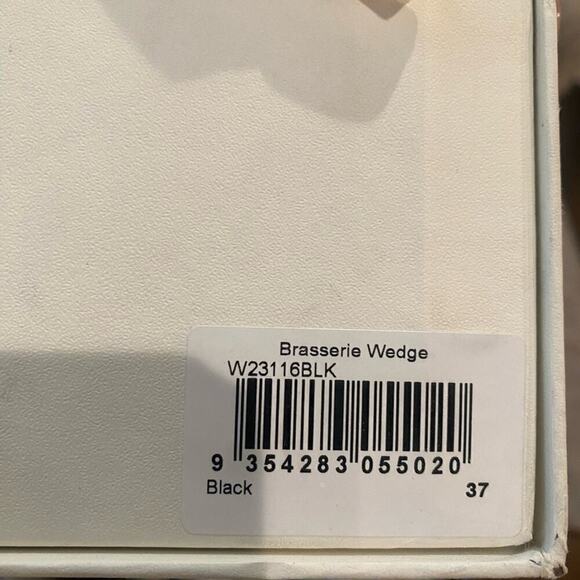 Brasserie Wedge
W23116BLK
9 354283 055020
Black 37